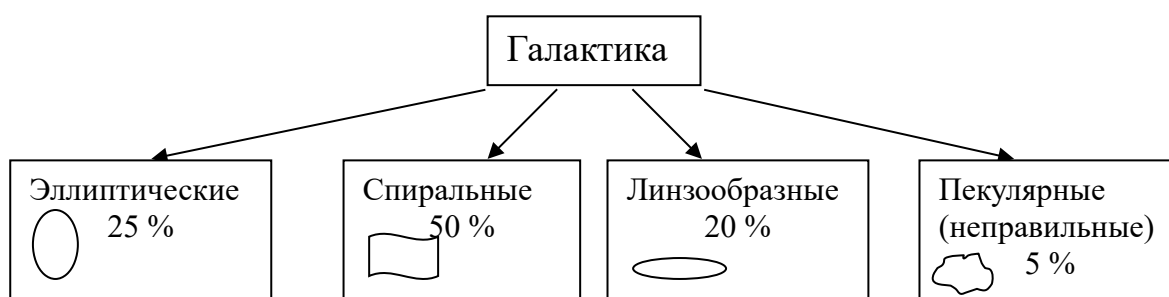 Галактика
Эллиптические
25 %
Спиральные
50 %
Линзообразные
20 %
Пекулярные
(неправильные)
5 %